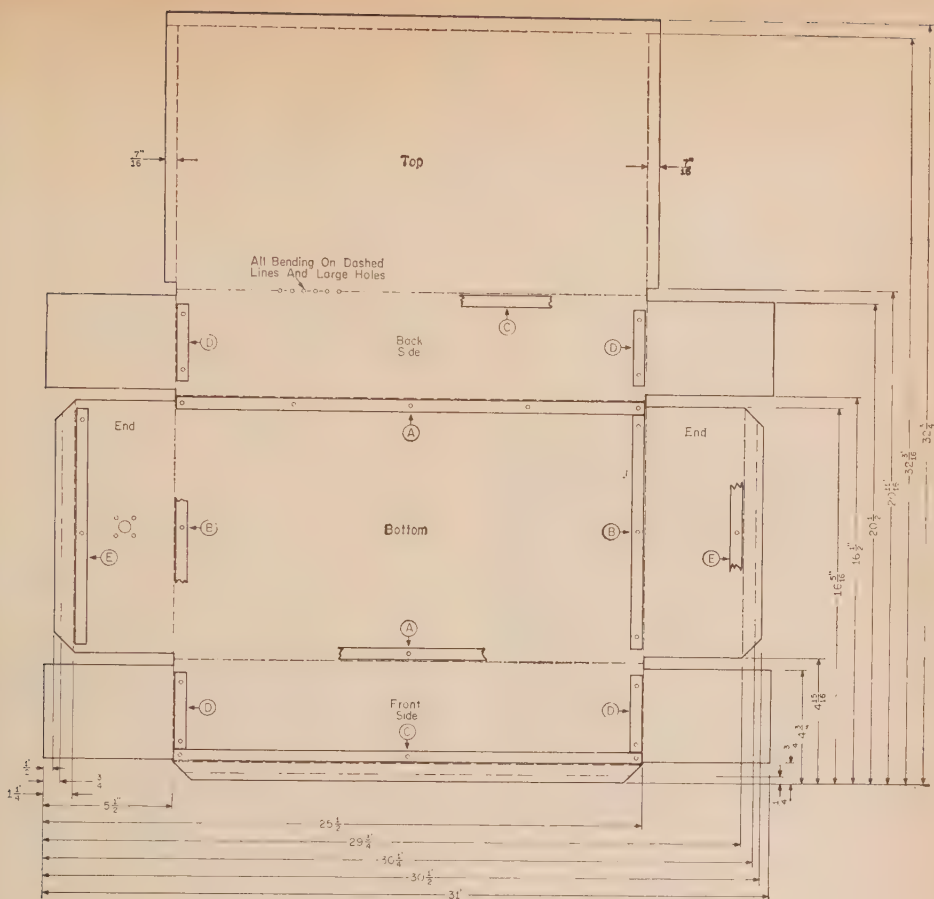 7"
16
Top
7"
16
All Bending On Dashed
Lines And Large Holes
C
D
Back
Side
D
A
End
End
B
Bottom
B
E
E
A
D
Front
Side
D
C
3/4
1 1/4
5 1/2"
25 1/2
29 3/4"
30 1/4"
30 1/2
31"
1/4
3/4
4 3/4
4 15/16
16 5/16"
16 1/2"
20 1/2
20 11/16"
32 3/16